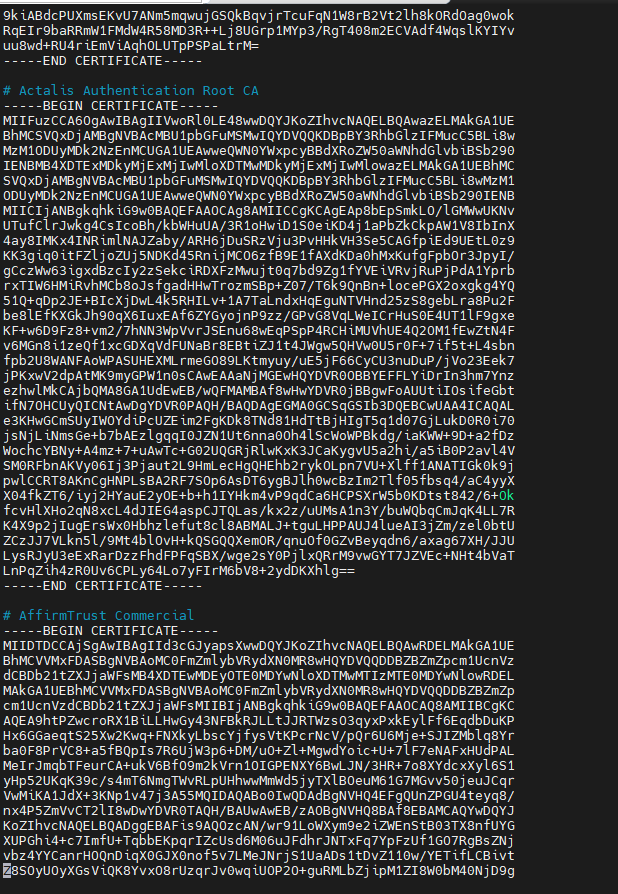 9kiABdcPUXmsEKvU7ANm5mqwujGSQkBqvjrTcuFqN1W8rB2Vt2lh8kORdOag0wok
RqEIr9baRRmW1FMdW4R58MD3R++Lj8UGrp1MYp3/RgT408m2ECVAdf4WqslKYIYv
uu8wd+RU4riEmViAqhOLUTpPSPaLtrM=
-----END CERTIFICATE-----
# Actalis Authentication Root CA
-----BEGIN CERTIFICATE-----
MIIFuzCCA6OgAwIBAgIIVwoRl0LE48wwDQYJKoZIhvcNAQELBQAwazELMAkGA1UE
BhMCSVQxDjAMBgNVBAcMBU1pbGFuMSMwIQYDVQQKDBpBY3RhbGlzIFMucC5BLi8w
MzM1ODUyMDk2NzEnMCUGA1UEAwweQWN0YWxpcyBBdXRoZW50aWNhdGlvbiBSb290
IENBMB4XDTExMDkyMjExMjIwMloXDTMwMDkyMjExMjIwMlowazELMAkGA1UEBhMC
SVQxDjAMBgNVBAcMBU1pbGFuMSMwIQYDVQQKDBpBY3RhbGlzIFMucC5BLi8wMzM1
ODUyMDk2NzEnMCUGA1UEAwweQWN0YWxpcyBBdXRoZW50aWNhdGlvbiBSb290IENB
MIICIjANBgkqhkiG9w0BAQEFAAOCAg8AMIICCgKCAgEAp8bEpSmkLO/lGMWwUKNv
UTufClrJwkg4CsIcoBh/kbWHuUA/3R1oHwiD1S0eiKD4j1aPbZkCkpAW1V8IbInX
4ay8IMKx4INRimlNAJZaby/ARH6jDuSRzVju3PvHHkVH3Se5CAGfpiEd9UEtL0z9
KK3giq0itFZljoZUj5NDKd45RnijMCO6zfB9E1fAXdKDa0hMxKufgFpbOr3JpyI/
gCczWw63igxdBzcIy2zSekciRDXFzMwujt0q7bd9Zg1fYVEiVRvjRuPjPdA1Yprb
rxTIW6HMiRvhMCb8oJsfgadHHwTrozmSBp+Z07/T6k9QnBn+locePGX2oxgkg4YQ
51Q+qDp2JE+BIcXjDwL4k5RHILv+1A7TaLndxHqEguNTVHnd25zS8gebLra8Pu2F
be8lEfKXGkJh90qX6IuxEAf6ZYGyojnP9zz/GPvG8VqLWeICrHuS0E4UT1lF9gxe
KF+w6D9Fz8+vm2/7hNN3WpVvrJSEnu68wEqPSpP4RCHiMUVhUE4Q2OM1fEwZtN4F
v6MGn8i1zeQf1xcGDXqVdFUNaBr8EBtiZJ1t4JWgw5QHVw0U5r0F+7if5t+L4sbn
fpb2U8WANFAoWPASUHEXMLrmeGO89LKtmyuy/uE5jF66CyCU3nuDuP/jVo23Eek7
jPKxwV2dpAtMK9myGPW1n0sCAwEAAaNjMGEwHQYDVR0OBBYEFFLYiDrIn3hm7Ynz
ezhwlMkCAjbQMA8GA1UdEwEB/wQFMAMBAf8wHwYDVR0jBBgwFoAUUtiIOsifeGbt
ifN7OHCUyQICNtAwDgYDVR0PAQH/BAQDAgEGMA0GCSqGSIb3DQEBCwUAA4ICAQAL
e3KHwGCmSUyIWOYdiPcUZEim2FgKDk8TNd81HdTtBjHIgT5q1d07GjLukD0R0i70
jsNjLiNmsGe+b7bAEzlgqqI0JZN1Ut6nna0Oh4lScWoWPBkdg/iaKWW+9D+a2fDz
WochcYBNy+A4mz+7+uAwTc+G02UQGRjRlwKxK3JCaKygvU5a2hi/a5iB0P2avl4V
SM0RFbnAKVy06Ij3Pjaut2L9HmLecHgQHEhb2rykOLpn7VU+Xlff1ANATIGk0k9j
pwlCCRT8AKnCgHNPLsBA2RF7SOp6AsDT6ygBJlh0wcBzIm2Tlf05fbsq4/aC4yyX
X04fkZT6/iyj2HYauE2yOE+b+h1IYHkm4vP9qdCa6HCPSXrW5b0KDtst842/6+Ok
fcvHlXHo2qN8xcL4dJIEG4aspCJTQLas/kx2z/uUMsA1n3Y/buWQbqCmJqK4LL7R
K4X9p2jIugErsWx0Hbhzlefut8cl8ABMALJ+tguLHPPAUJ4lueAI3jZm/zel0btU
ZCzJJ7VLkn5l/9Mt4blOvH+kQSGQQXemOR/qnuOf0GZvBeyqdn6/axag67XH/JJU
LysRJyU3eExRarDzzFhdFPFqSBX/wge2sY0PjlxQRrM9vwGYT7JZVEc+NHt4bVaT
LnPqZih4zR0Uv6CPLy64Lo7yFIrM6bV8+2ydDKXhlg==
-----END CERTIFICATE-----
# AffirmTrust Commercial
-----BEGIN CERTIFICATE-----
MIIDTDCCAjSgAwIBAgIId3cGJyapsXwwDQYJKoZIhvcNAQELBQAwRDELMAkGA1UE
BhMCVVMxFDASBgNVBAoMC0FmZmlybVRydXN0MR8wHQYDVQQDDBZBZmZpcm1UcnVz
dCBDb21tZXJjaWFsMB4XDTEwMDEyOTE0MDYwNloXDTMwMTIzMTE0MDYwNlowRDEL
MAkGA1UEBhMCVVMxFDASBgNVBAoMC0FmZmlybVRydXN0MR8wHQYDVQQDDBZBZmZp
cm1UcnVzdCBDb21tZXJjaWFsMIIBIjANBgkqhkiG9w0BAQEFAAOCAQ8AMIIBCgKC
AQEA9htPZwcroRX1BiLLHwGy43NFBkRJLLtJJRTWzsO3qyxPxkEylFf6EqdbDuKP
Hx6GGaeqtS25Xw2Kwq+FNXkyLbscYjfysVtKPcrNcV/pQr6U6Mje+SJIZMblq8Yr
ba0F8PrVC8+a5fBQpIs7R6UjW3p6+DM/uO+Zl+MgwdYoic+U+7lF7eNAFxHUdPAL
MeIrJmqbTFeurCA+ukV6BfO9m2kVrn1OIGPENXY6BwLJN/3HR+7o8XYdcxXyl6S1
yHp52UKqK39c/s4mT6NmgTWvRLpUHhwwMmWd5jyTXlBOeuM61G7MGvv50jeuJCqr
VwMiKA1JdX+3KNp1v47j3A55MQIDAQABo0IwQDAdBgNVHQ4EFgQUnZPGU4teyq8/
nx4P5ZmVvCT2lI8wDwYDVR0TAQH/BAUwAwEB/zAOBgNVHQ8BAf8EBAMCAQYwDQYJ
KoZIhvcNAQELBQADggEBAFis9AQOzcAN/wr91LoWXym9e2iZWEnStB03TX8nfUYG
XUPGhi4+c7ImfU+TqbbEKpqrIZcUsd6M06uJFdhrJNTxFq7YpFzUf1GO7RgBsZNj
vbz4YYCanrHOQnDiqX0GJX0nof5v7LMeJNrjS1UaADs1tDvZ110w/YETifLCBivt
Z8SOyUOyXGsViQK8YvxO8rUzqrJv0wqiUOP2O+guRMLbZjipM1ZI8W0bM40NjD9g